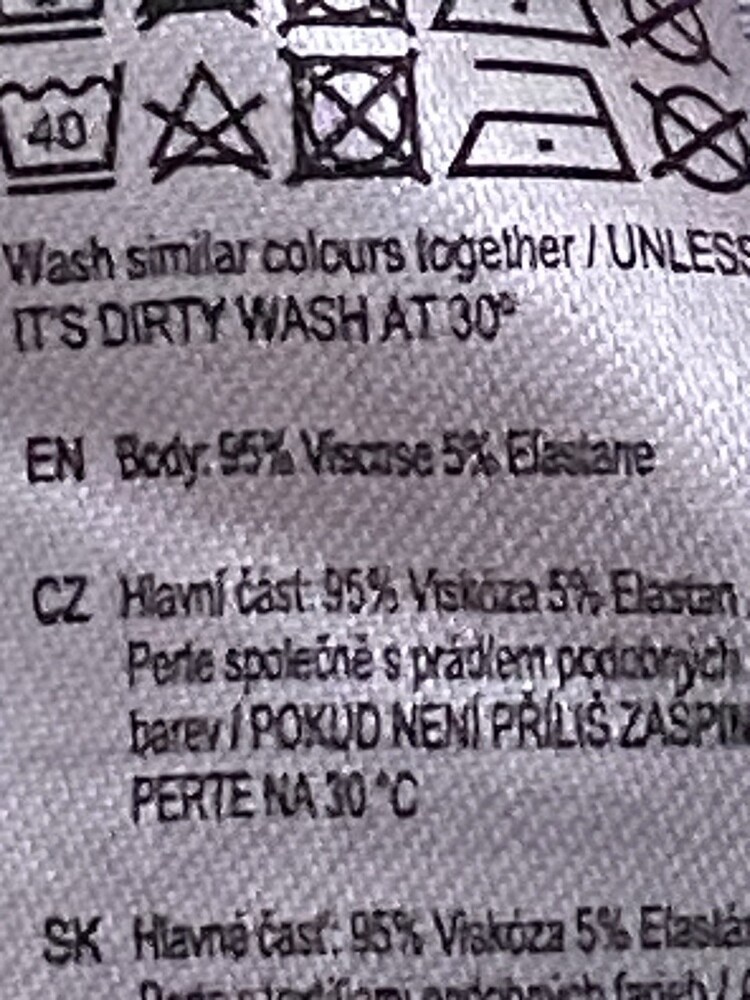 40
Wash similar colours together / UNLESS
IT'S DIRTY WASH AT 30°
EN Body: 95% Viscose 5% Elastane
CZ Hlavní část: 95% Viskóza 5% Elastan
Perte společně s prádlem podobných
barev / POKUD NENÍ PŘÍLIŠ
PERTE NA 30 °C
SK Hlavná časť: 95% Viskóza 5%